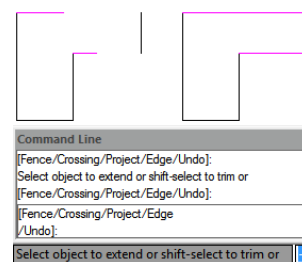 Command Line
[Fence/Crossing/Project/Edge/Undo]:
Select object to extend or shift-select to trim or
[Fence/Crossing/Project/Edge/Undo]:
[Fence/Crossing/Project/Edge
/Undo]:
Select object to extend or shift-select to trim or